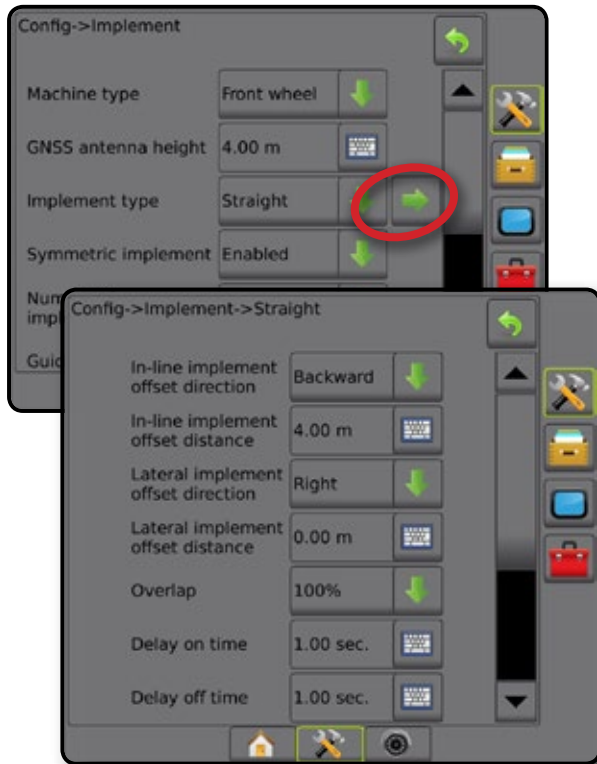 Config->Implement
Machine type Front wheel
GNSS antenna height 4.00 m
Implement type Straight
Symmetric implement Enabled
Config->Implement->Straight
In-line implement
offset direction Backward
In-line implement
offset distance 4.00 m
Lateral implement
offset direction Right
Lateral implement
offset distance 0.00 m
Overlap 100%
Delay on time 1.00 sec.
Delay off time 1.00 sec.